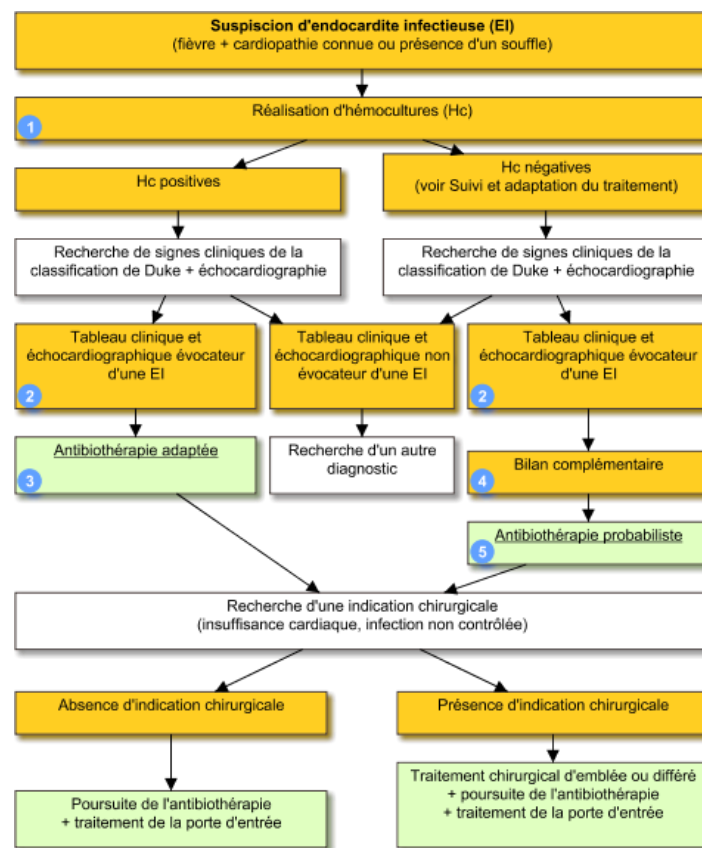 Suspiscion d'endocardite infectieuse (EI)
(fièvre + cardiopathie connue ou présence d'un souffle)
Réalisation d'hémocultures (Hc)
1
Hc positives
Hc négatives
(voir Suivi et adaptation du traitement)
Recherche de signes cliniques de la
classification de Duke + échocardiographie
Recherche de signes cliniques de la
classification de Duke + échocardiographie
Tableau clinique et
échocardiographique évocateur
d'une EI
2
Tableau clinique et
échocardiographique non
évocateur d'une EI
Tableau clinique et
échocardiographique évocateur
d'une EI
2
Antibiothérapie adaptée
3
Recherche d'un autre
diagnostic
Bilan complémentaire
4
Antibiothérapie probabiliste
5
Recherche d'une indication chirurgicale
(insuffisance cardiaque, infection non contrôlée)
Absence d'indication chirurgicale
Présence d'indication chirurgicale
Poursuite de l'antibiothérapie
+ traitement de la porte d'entrée
Traitement chirurgical d'emblée ou différé
+ poursuite de l'antibiothérapie
+ traitement de la porte d'entrée